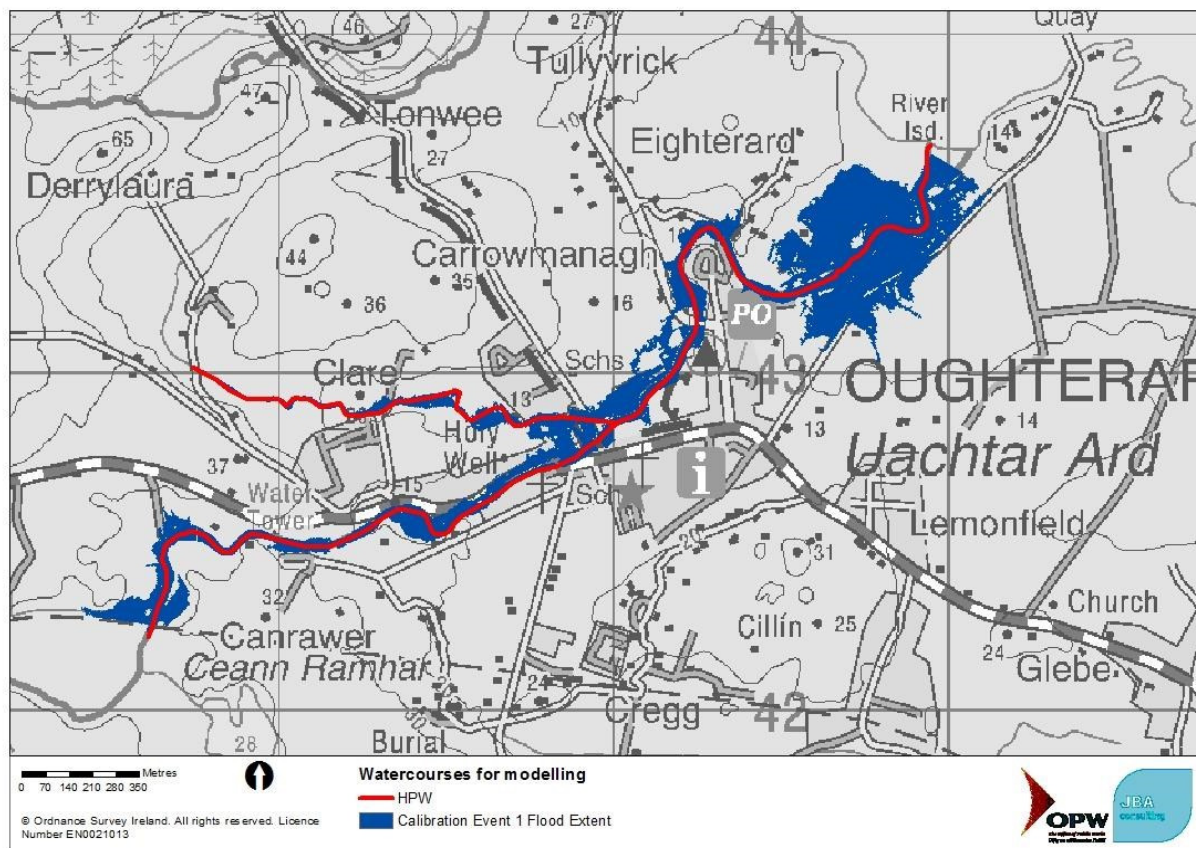 46
27
44
Quay
Tullyvrick
47
Tonwee
10
River
Isd.
14
65
27
Eighterard
Derrylaura
44
Carrowmanagh
35
36
16
PO
Schs
43
Clare
13
OUGHTERAR
Holy
Well
13
14
Uachtar Ard
37
15
Water
Tower
Sch
i
20
Lemonfield
31
32
Church
Canrawer
Cillín
25
Ceann Ramhar
24
Glebe
24
Cregg
42
28
Burial
Metres
0 70 140 210 280 350
Watercourses for modelling
HPW
Calibration Event 1 Flood Extent
© Ordnance Survey Ireland. All rights reserved. Licence
Number EN0021013
OPW
JBA
consulting